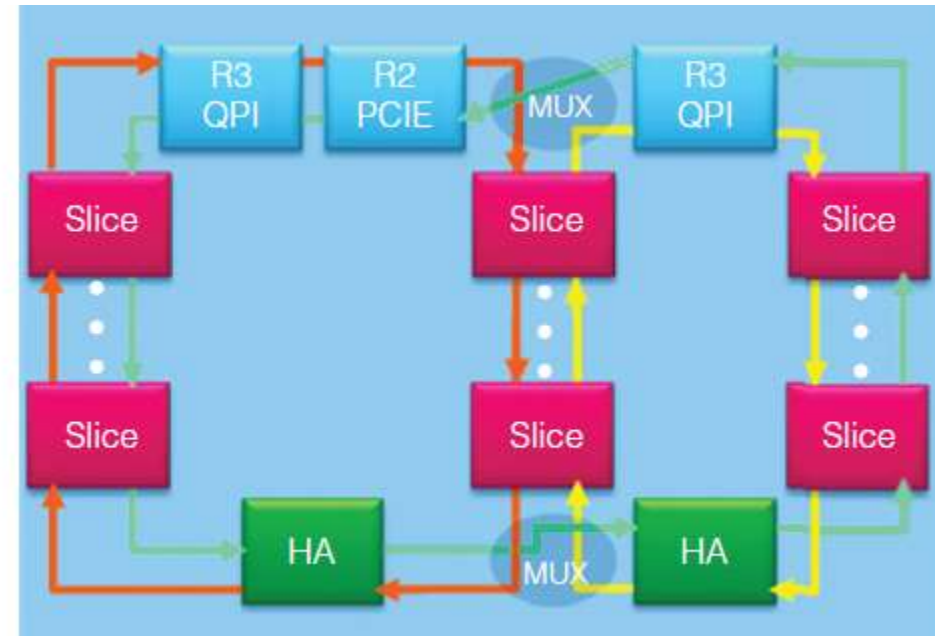 R3
QPI
R2
PCIE
MUX
R3
QPI
Slice
Slice
Slice
Slice
Slice
Slice
HA
MUX
HA